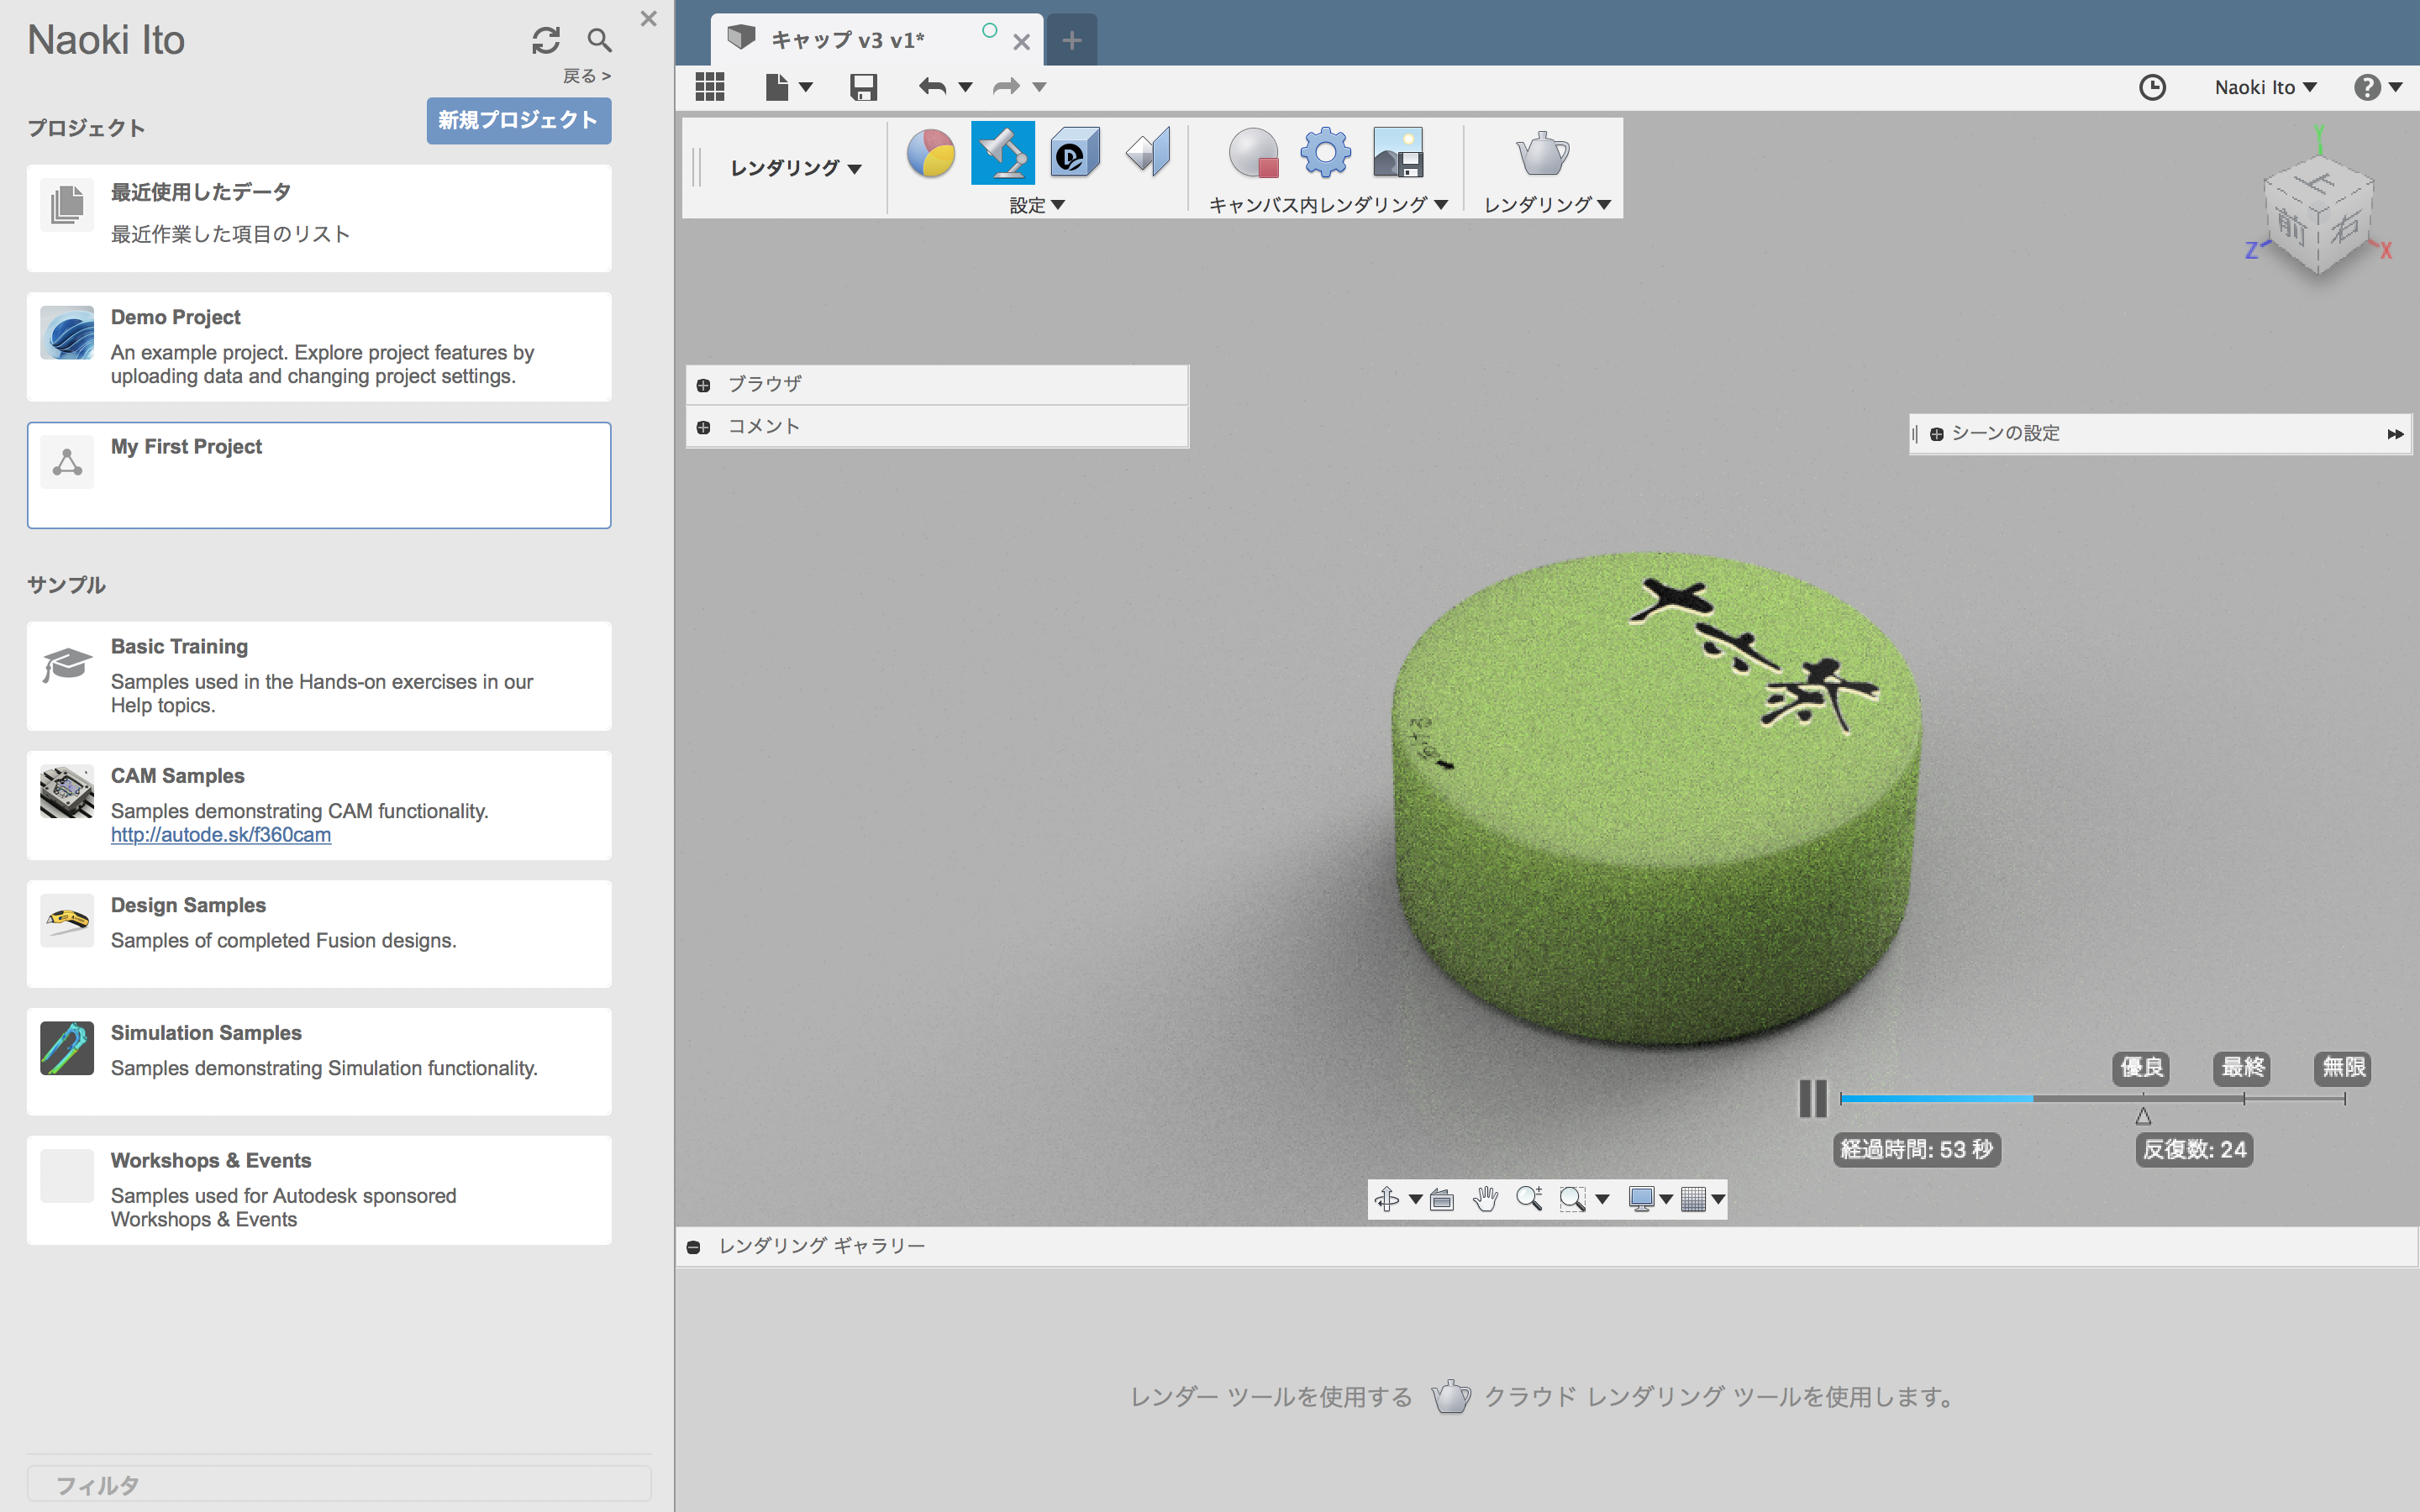 Naoki Ito
戻る >
プロジェクト
新規プロジェクト
最近使用したデータ
最近作業した項目のリスト
Demo Project
An example project. Explore project features by
uploading data and changing project settings.
My First Project
サンプル
Basic Training
Samples used in the Hands-on exercises in our
Help topics.
CAM Samples
Samples demonstrating CAM functionality.
http://autode.sk/f360cam
Design Samples
Samples of completed Fusion designs.
Simulation Samples
Samples demonstrating Simulation functionality.
Workshops & Events
Samples used for Autodesk sponsored
Workshops & Events
フィルタ
キャップ v3 v1*
Naoki Ito
レンダリング
設定
キャンバス内レンダリング
レンダリング
Y
上
前
右
Z
X
ブラウザ
コメント
シーンの設定
優良
最終
無限
経過時間: 53 秒
反復数: 24
レンダリング ギャラリー
レンダー ツールを使用する クラウド レンダリング ツールを使用します。